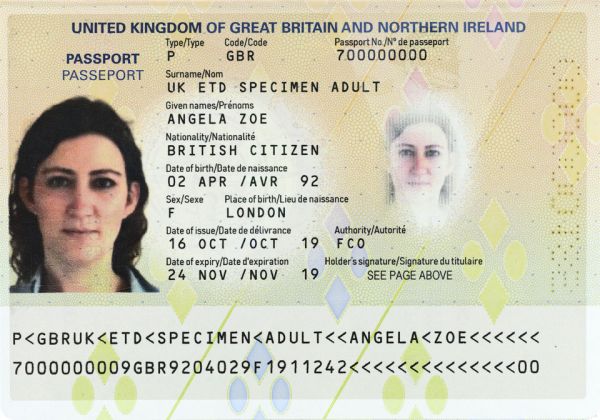 UNITED KINGDOM OF GREAT BRITAIN AND NORTHERN IRELAND
PASSPORT
PASSEPORT
Type/Type Code/Code Passport No./N° de passeport
P GBR 700000000
Surname/Nom
UK ETD SPECIMEN ADULT
Given names/Prénoms
ANGELA ZOE
Nationality/Nationalité
BRITISH CITIZEN
Date of birth/Date de naissance
02 APR /AVR 92
Sex/Sexe Place of birth/Lieu de naissance
F LONDON
Date of issue/Date de délivrance Authority/Autorité
16 OCT /OCT 19 FCO
Date of expiry/Date d'expiration Holder's signature/Signature du titulaire
24 NOV /NOV 19 SEE PAGE ABOVE
P<GBRUK<ETD<SPECIMEN<ADULT<<ANGELA<ZOE<<<<<<
7000000009GBR9204029F1911242<<<<<<<<<<<<<<00